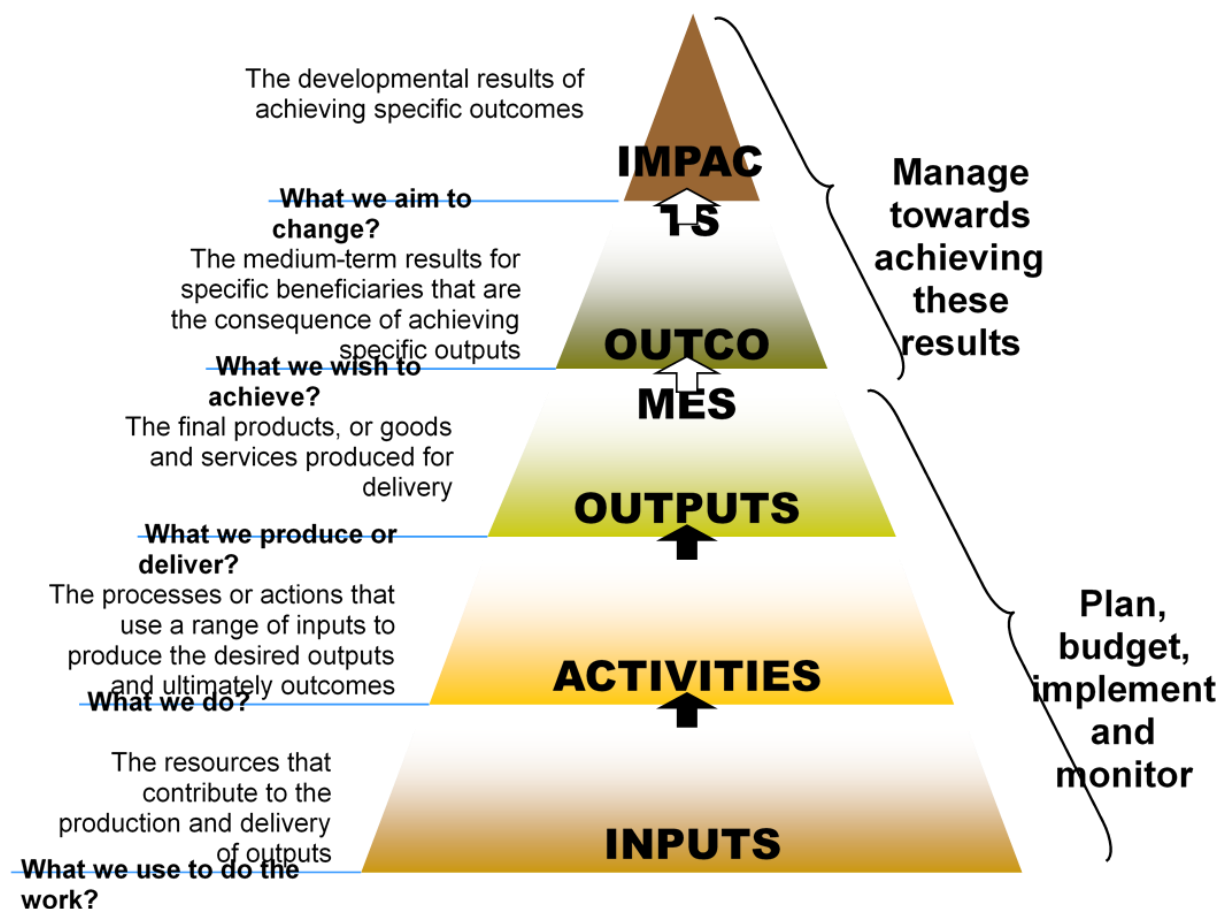 The developmental results of
achieving specific outcomes
IMPAC
TS
What we aim to
change?
The medium-term results for
specific beneficiaries that are
the consequence of achieving
specific outputs
OUTCO
MES
What we wish to
achieve?
The final products, or goods
and services produced for
delivery
OUTPUTS
What we produce or
deliver?
The processes or actions that
use a range of inputs to
produce the desired outputs
and ultimately outcomes
ACTIVITIES
What we do?
The resources that
contribute to the
production and delivery
of outputs
INPUTS
What we use to do the
work?
Manage
towards
achieving
these
results
Plan,
budget,
implement
and
monitor